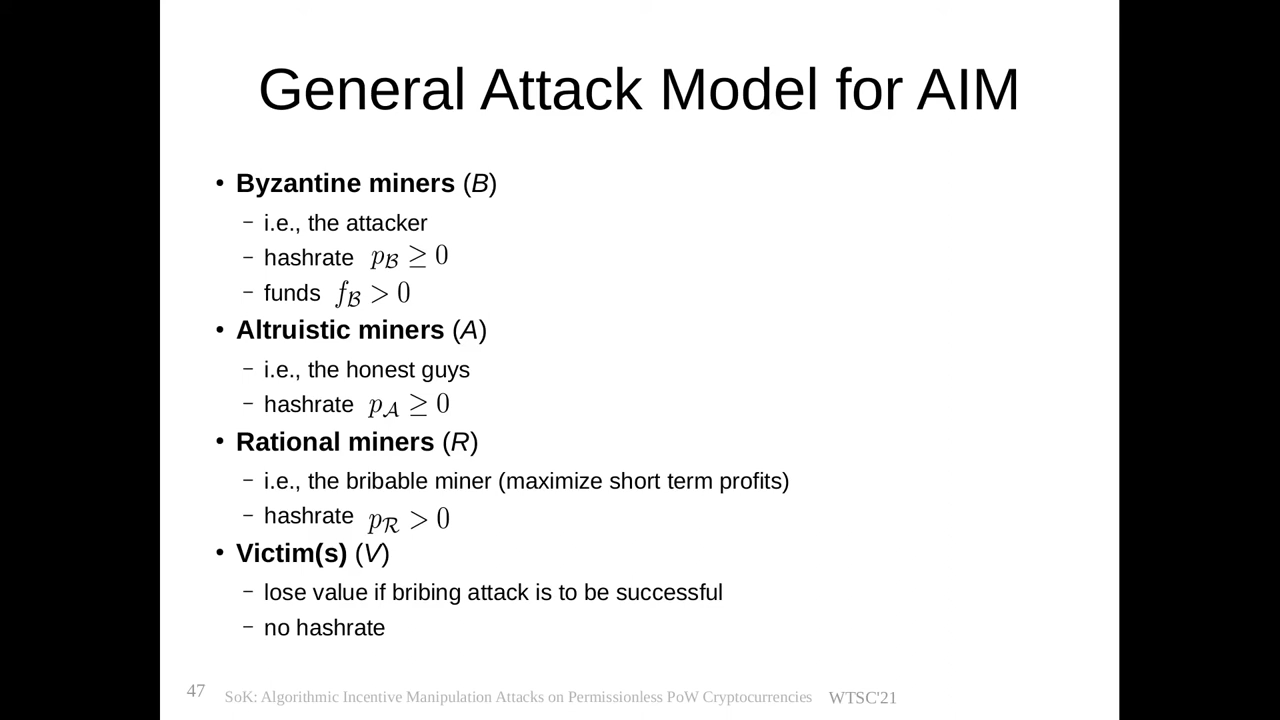 General Attack Model for AIM
• Byzantine miners (B)
– i.e., the attacker
– hashrate p_ℬ ≥ 0
– funds f_ℬ > 0
• Altruistic miners (A)
– i.e., the honest guys
– hashrate p_𝒜 ≥ 0
• Rational miners (R)
– i.e., the bribable miner (maximize short term profits)
– hashrate p_ℛ > 0
• Victim(s) (V)
– lose value if bribing attack is to be successful
– no hashrate
47 SoK: Algorithmic Incentive Manipulation Attacks on Permissionless PoW Cryptocurrencies WTSC'21